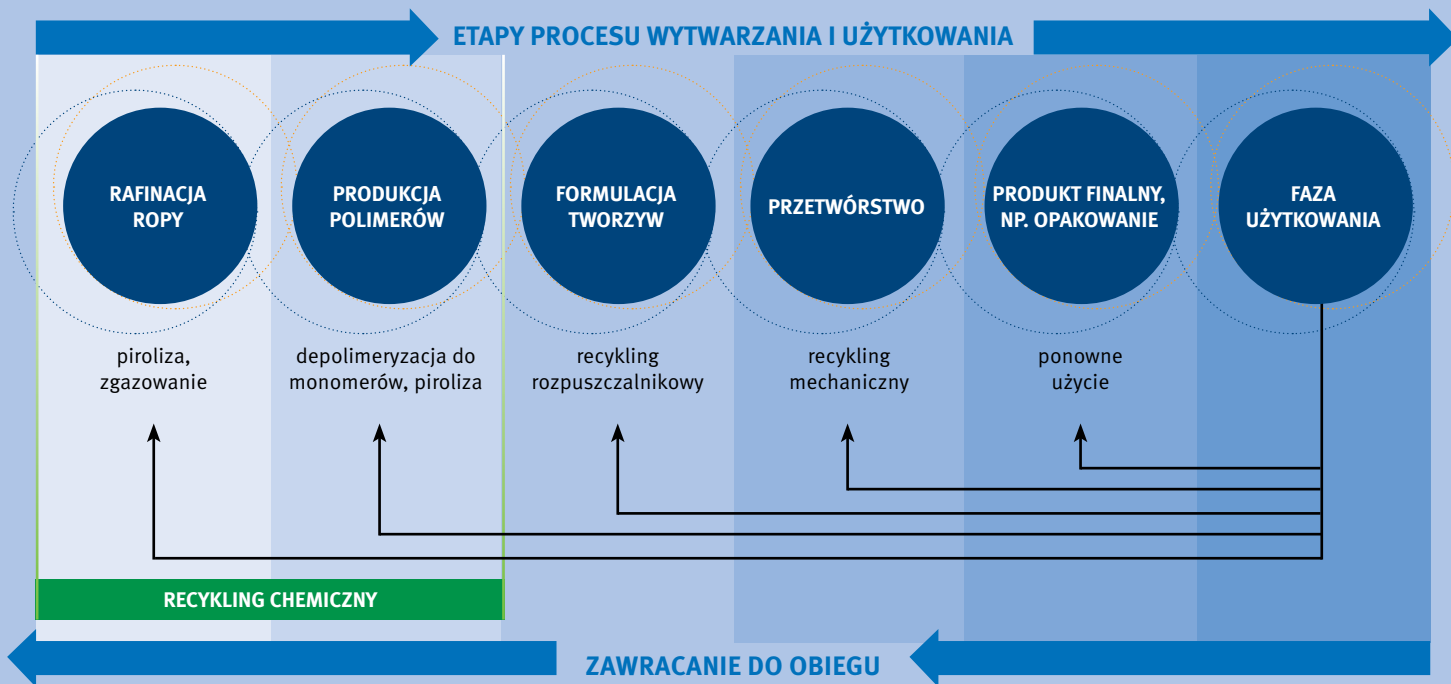 ETAPY PROCESU WYTWARZANIA I UŻYTKOWANIA
RAFINACJA
ROPY
PRODUKCJA
POLIMERÓW
FORMULACJA
TWORZYW
PRZETWÓRSTWO
PRODUKT FINALNY,
NP. OPAKOWANIE
FAZA
UŻYTKOWANIA
piroliza,
zgazowanie
depolimeryzacja do
monomerów, piroliza
recykling
rozpuszczalnikowy
recykling
mechaniczny
ponowne
użycie
RECYKLING CHEMICZNY
ZAWRACANIE DO OBIEGU